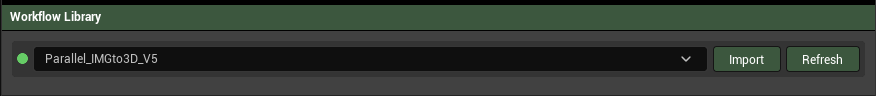 Workflow Library
Parallel_IMGto3D_V5
Import
Refresh